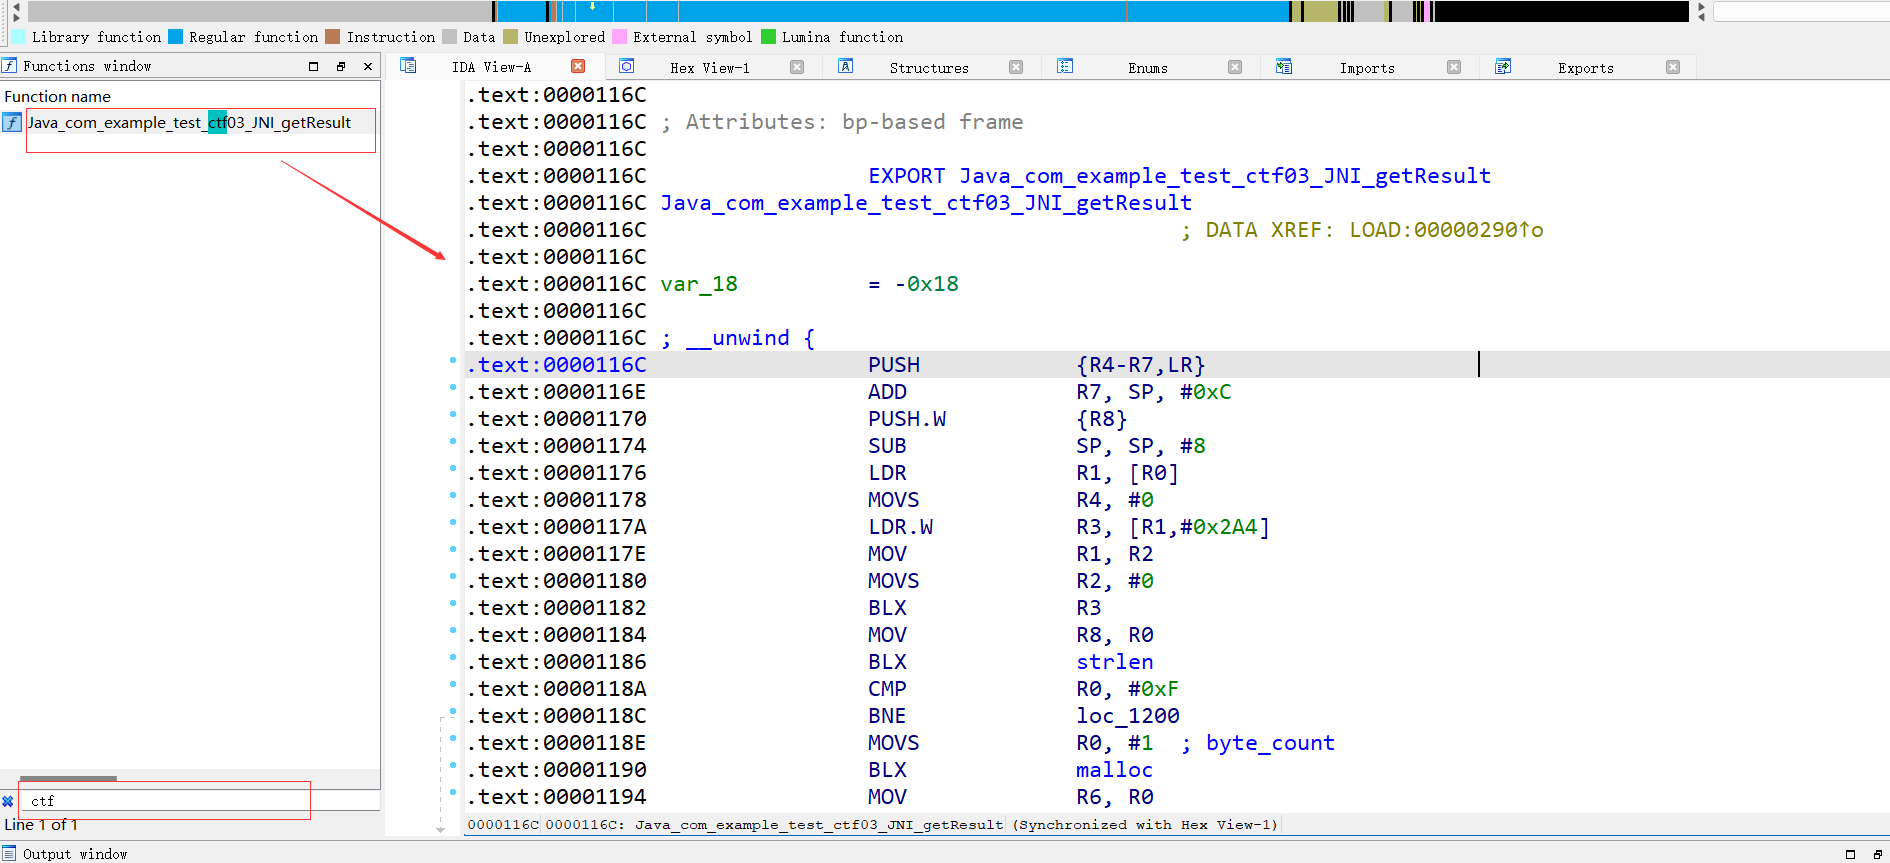 Library function Regular function Instruction Data Unexplored External symbol Lumina function
Functions window
IDA View-A Hex View-1 Structures Enums Imports Exports
Function name
Java_com_example_test_ctf03_JNI_getResult
.text:0000116C
.text:0000116C ; Attributes: bp-based frame
.text:0000116C
.text:0000116C EXPORT Java_com_example_test_ctf03_JNI_getResult
.text:0000116C Java_com_example_test_ctf03_JNI_getResult
.text:0000116C ; DATA XREF: LOAD:00000290↑o
.text:0000116C
.text:0000116C var_18 = -0x18
.text:0000116C
.text:0000116C ; __unwind {
.text:0000116C PUSH {R4-R7,LR}
.text:0000116E ADD R7, SP, #0xC
.text:00001170 PUSH.W {R8}
.text:00001174 SUB SP, SP, #8
.text:00001176 LDR R1, [R0]
.text:00001178 MOVS R4, #0
.text:0000117A LDR.W R3, [R1,#0x2A4]
.text:0000117E MOV R1, R2
.text:00001180 MOVS R2, #0
.text:00001182 BLX R3
.text:00001184 MOV R8, R0
.text:00001186 BLX strlen
.text:0000118A CMP R0, #0xF
.text:0000118C BNE loc_1200
.text:0000118E MOVS R0, #1 ; byte_count
.text:00001190 BLX malloc
.text:00001194 MOV R6, R0
ctf
Line 1 of 1
0000116C 0000116C: Java_com_example_test_ctf03_JNI_getResult (Synchronized with Hex View-1)
Output window